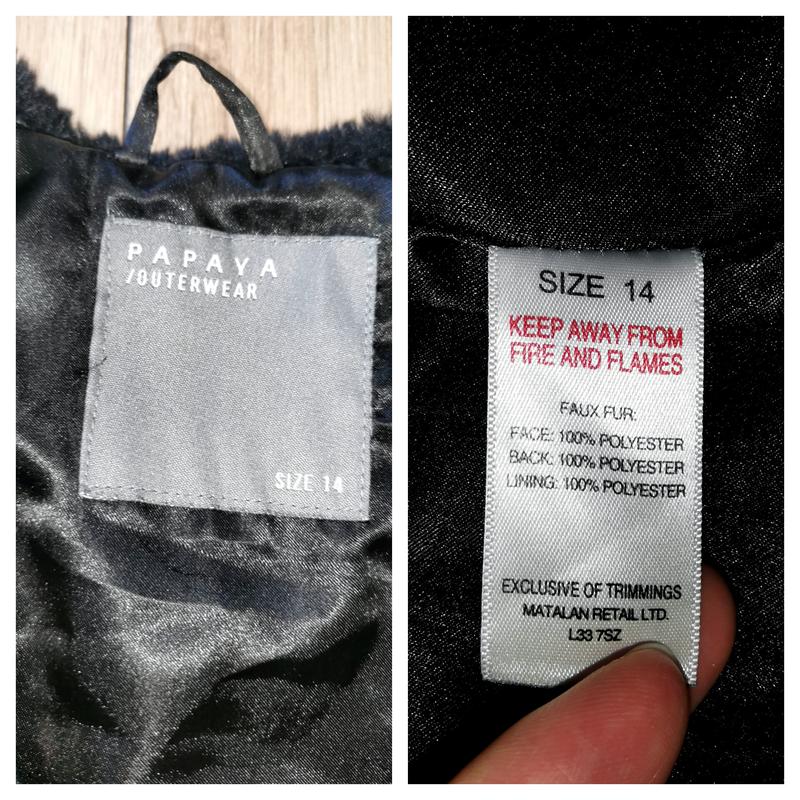 PAPAYA
/OUTERWEAR
SIZE 14
SIZE 14
KEEP AWAY FROM
FIRE AND FLAMES
FAUX FUR:
FACE: 100% POLYESTER
BACK: 100% POLYESTER
LINING: 100% POLYESTER
EXCLUSIVE OF TRIMMINGS
MATALAN RETAIL LTD.
L33 7SZ